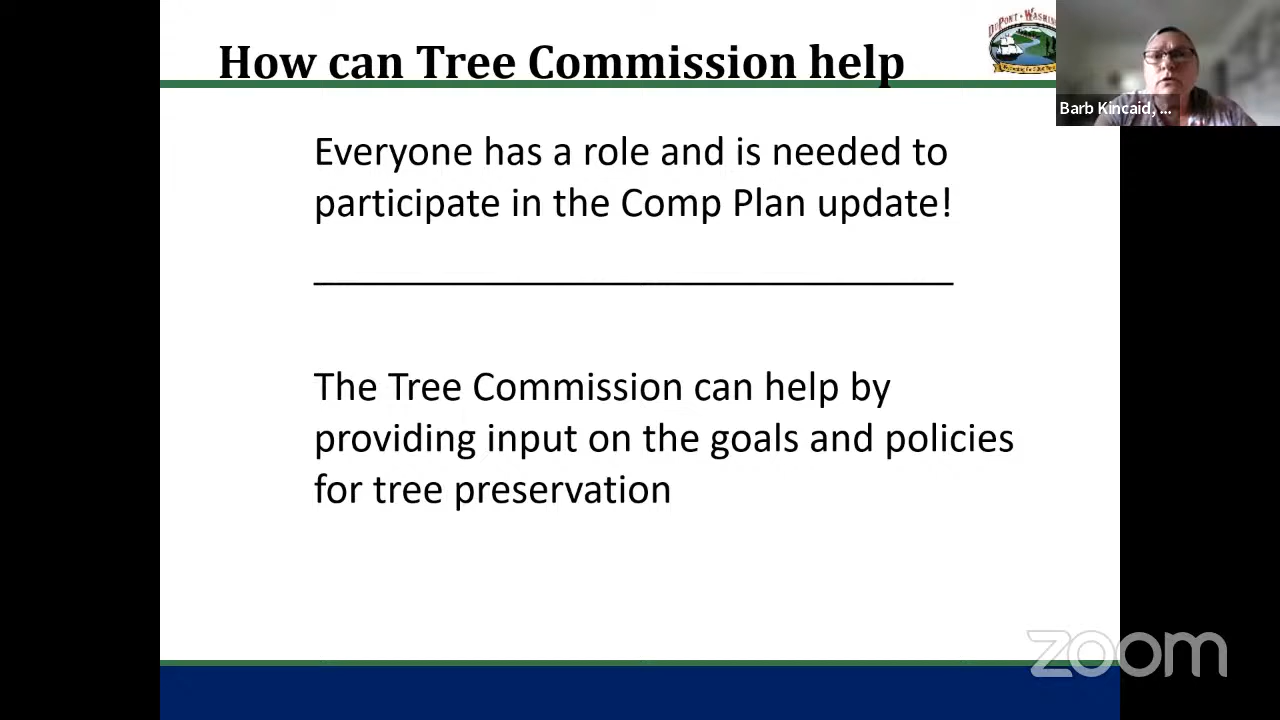 How can Tree Commission help
Barb Kincaid, ...
Everyone has a role and is needed to
participate in the Comp Plan update!
The Tree Commission can help by
providing input on the goals and policies
for tree preservation
zoom